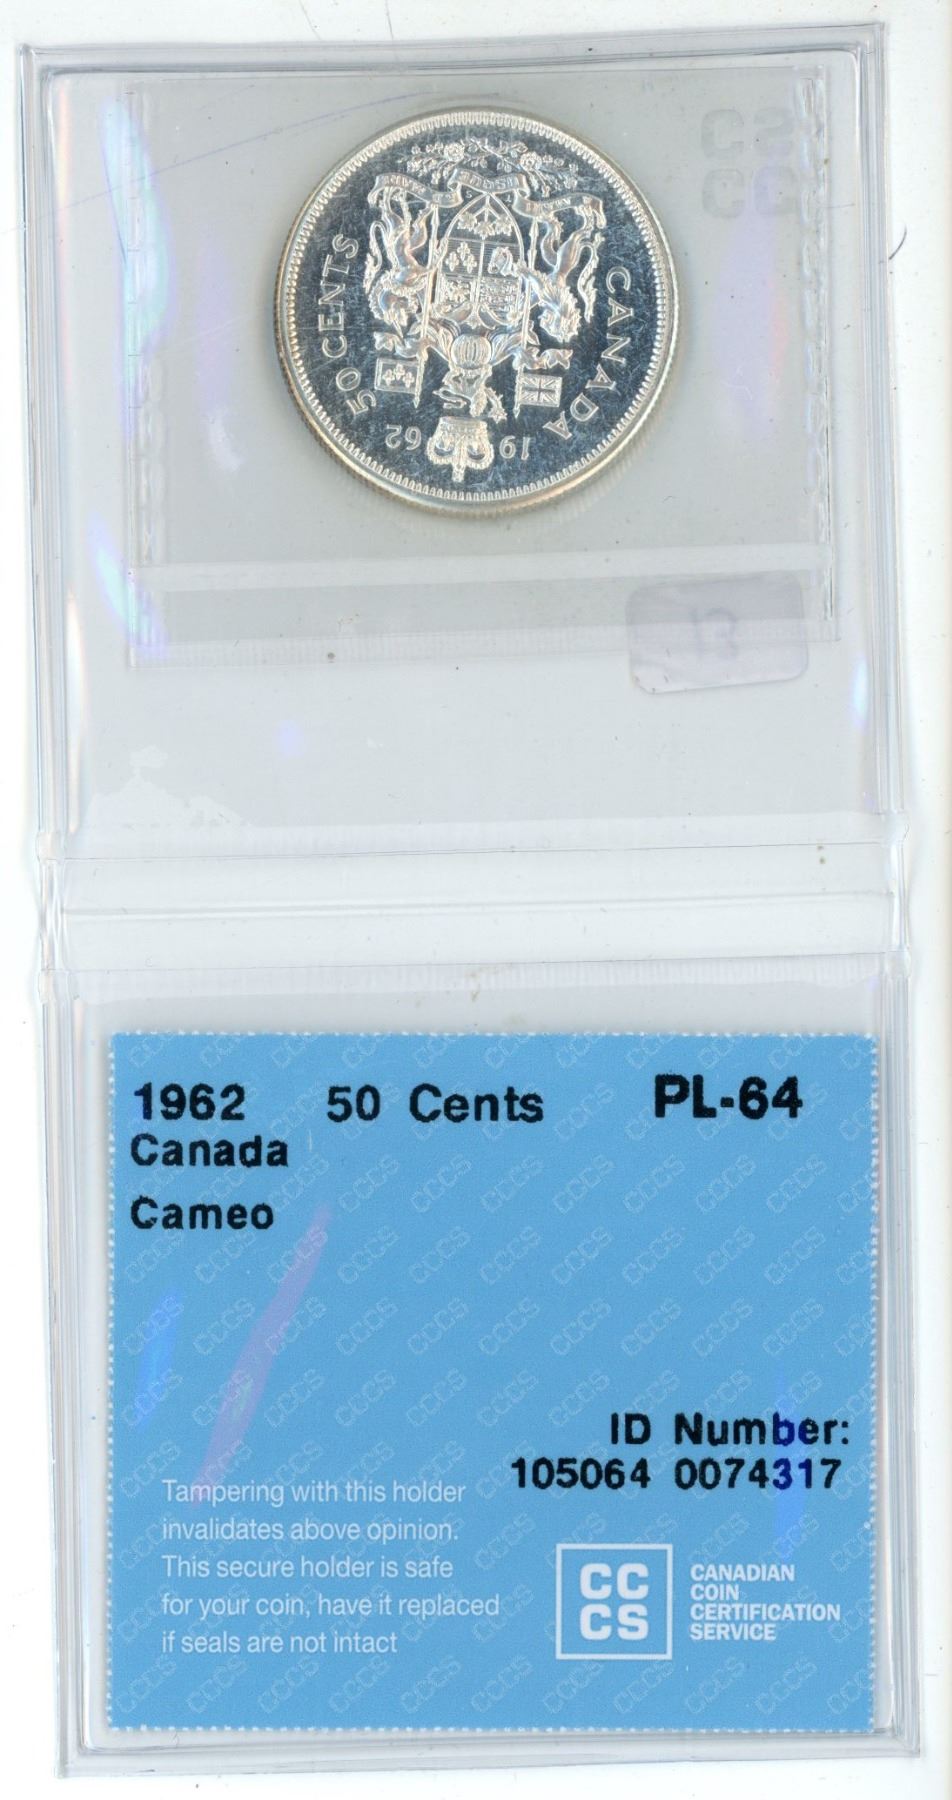 50 CENTS
CANADA
1962
1962 50 Cents PL-64
Canada
Cameo
ID Number:
105064 0074317
Tampering with this holder
invalidates above opinion.
This secure holder is safe
for your coin, have it replaced
if seals are not intact
CC
CS
CANADIAN
COIN
CERTIFICATION
SERVICE